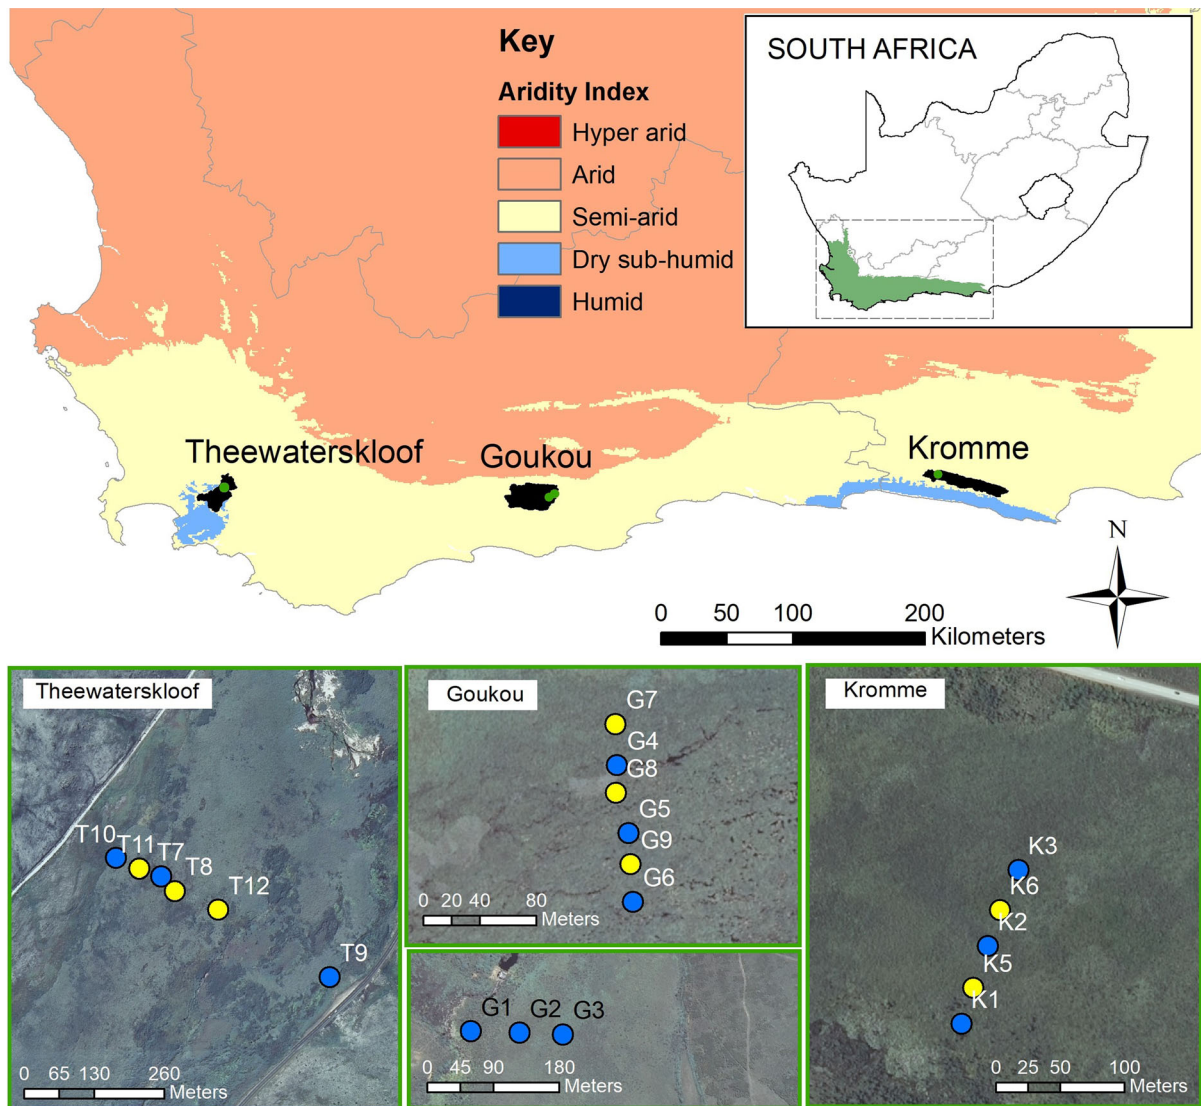 Key
Aridity Index
Hyper arid
Arid
Semi-arid
Dry sub-humid
Humid
SOUTH AFRICA
Theewaterskloof
Goukou
Kromme
N
0 50 100 200
Kilometers
Theewaterskloof
T10
T11
T7
T8
T12
T9
0 65 130 260
Meters
Goukou
G7
G4
G8
G5
G9
G6
0 20 40 80
Meters
G1 G2 G3
0 45 90 180
Meters
Kromme
K3
K6
K2
K5
K1
0 25 50 100
Meters